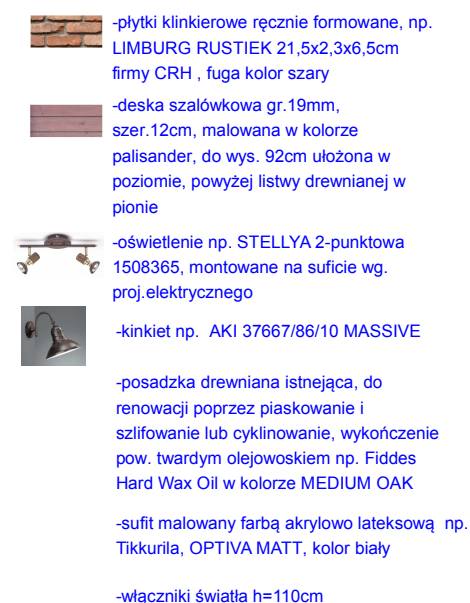 -płytki klinkierowe ręcznie formowane, np.
LIMBURG RUSTIEK 21,5x2,3x6,5cm
firmy CRH , fuga kolor szary
-deska szalówkowa gr.19mm,
szer.12cm, malowana w kolorze
palisander, do wys. 92cm ułożona w
poziomie, powyżej listwy drewnianej w
pionie
-oświetlenie np. STELLYA 2-punktowa
1508365, montowane na suficie wg.
proj.elektrycznego
-kinkiet np.  AKI 37667/86/10 MASSIVE
-posadzka drewniana istnejąca, do
renowacji poprzez piaskowanie i
szlifowanie lub cyklinowanie, wykończenie
pow. twardym olejowoskiem np. Fiddes
Hard Wax Oil w kolorze MEDIUM OAK
-sufit malowany farbą akrylowo lateksową  np.
Tikkurila, OPTIVA MATT, kolor biały
-włączniki światła h=110cm